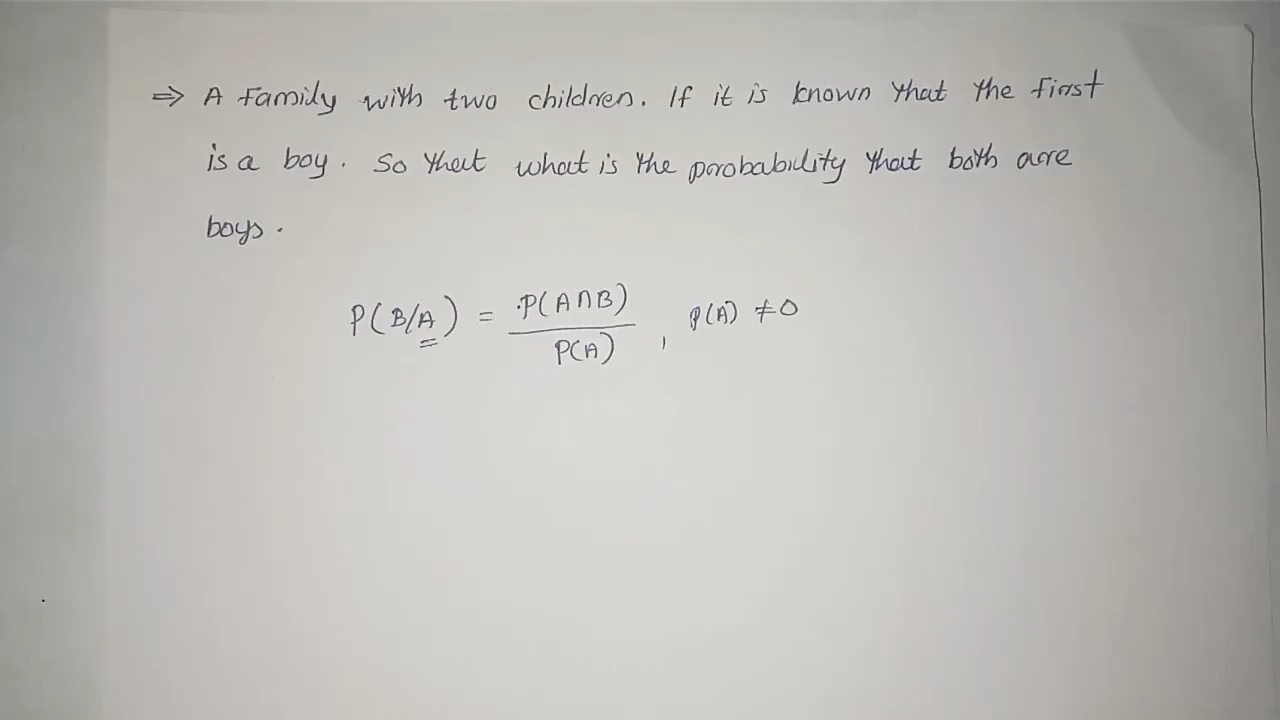 ⇒ A Family with two children. If it is known that the first
is a boy. So that what is the probability that both are
boys.
P(B/A) = P(A∩B) / P(A) , P(A) ≠ 0